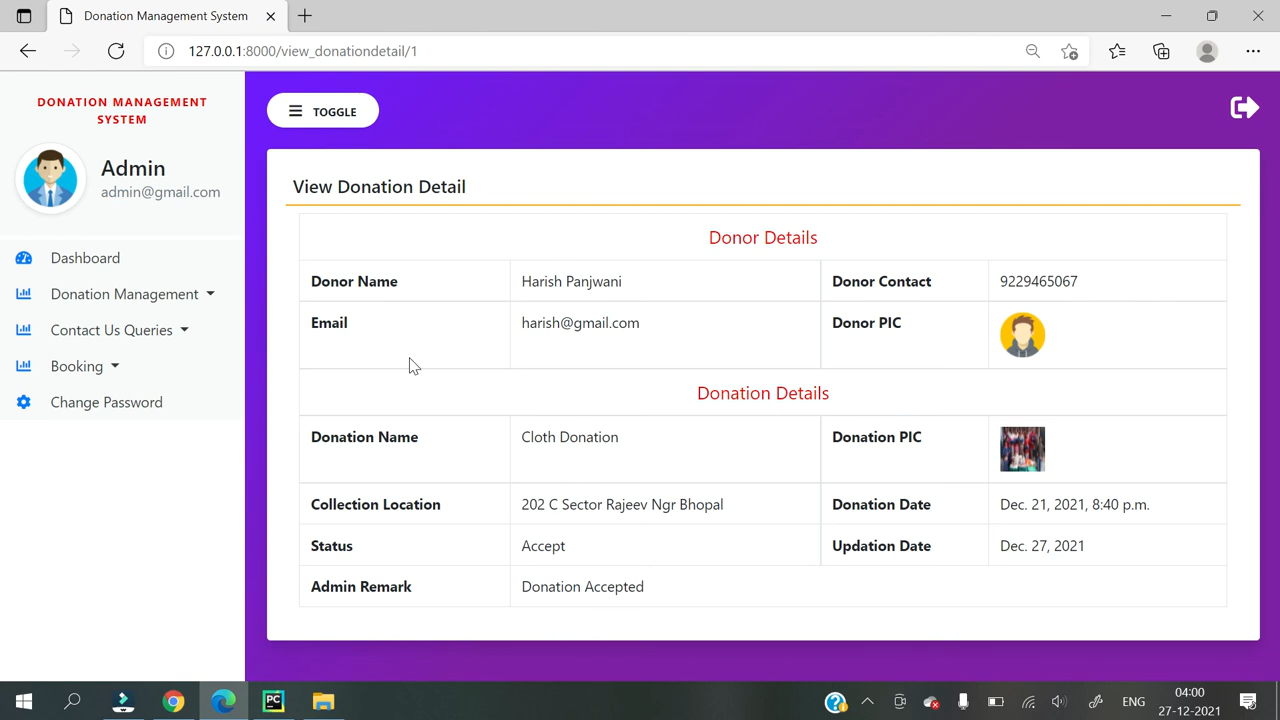 Donation Management System
127.0.0.1:8000/view_donationdetail/1
DONATION MANAGEMENT
SYSTEM
Admin
admin@gmail.com
Dashboard
Donation Management
Contact Us Queries
Booking
Change Password
TOGGLE
View Donation Detail
Donor Details
Donor Name Harish Panjwani Donor Contact 9229465067
Email harish@gmail.com Donor PIC
Donation Details
Donation Name Cloth Donation Donation PIC
Collection Location 202 C Sector Rajeev Ngr Bhopal Donation Date Dec. 21, 2021, 8:40 p.m.
Status Accept Updation Date Dec. 27, 2021
Admin Remark Donation Accepted
PC
ENG
04:00
27-12-2021